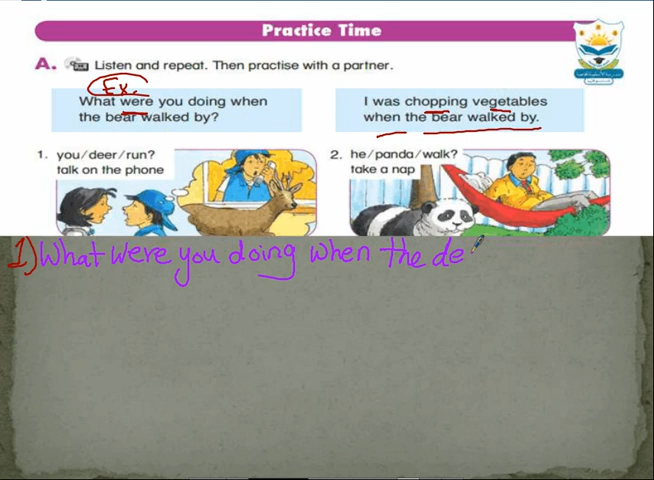 Practice Time
A. Listen and repeat. Then practise with a partner.
Ex.
What were you doing when
the bear walked by?
I was chopping vegetables
when the bear walked by.
1. you/deer/run?
talk on the phone
2. he/panda/walk?
take a nap
1) What were you doing when the de